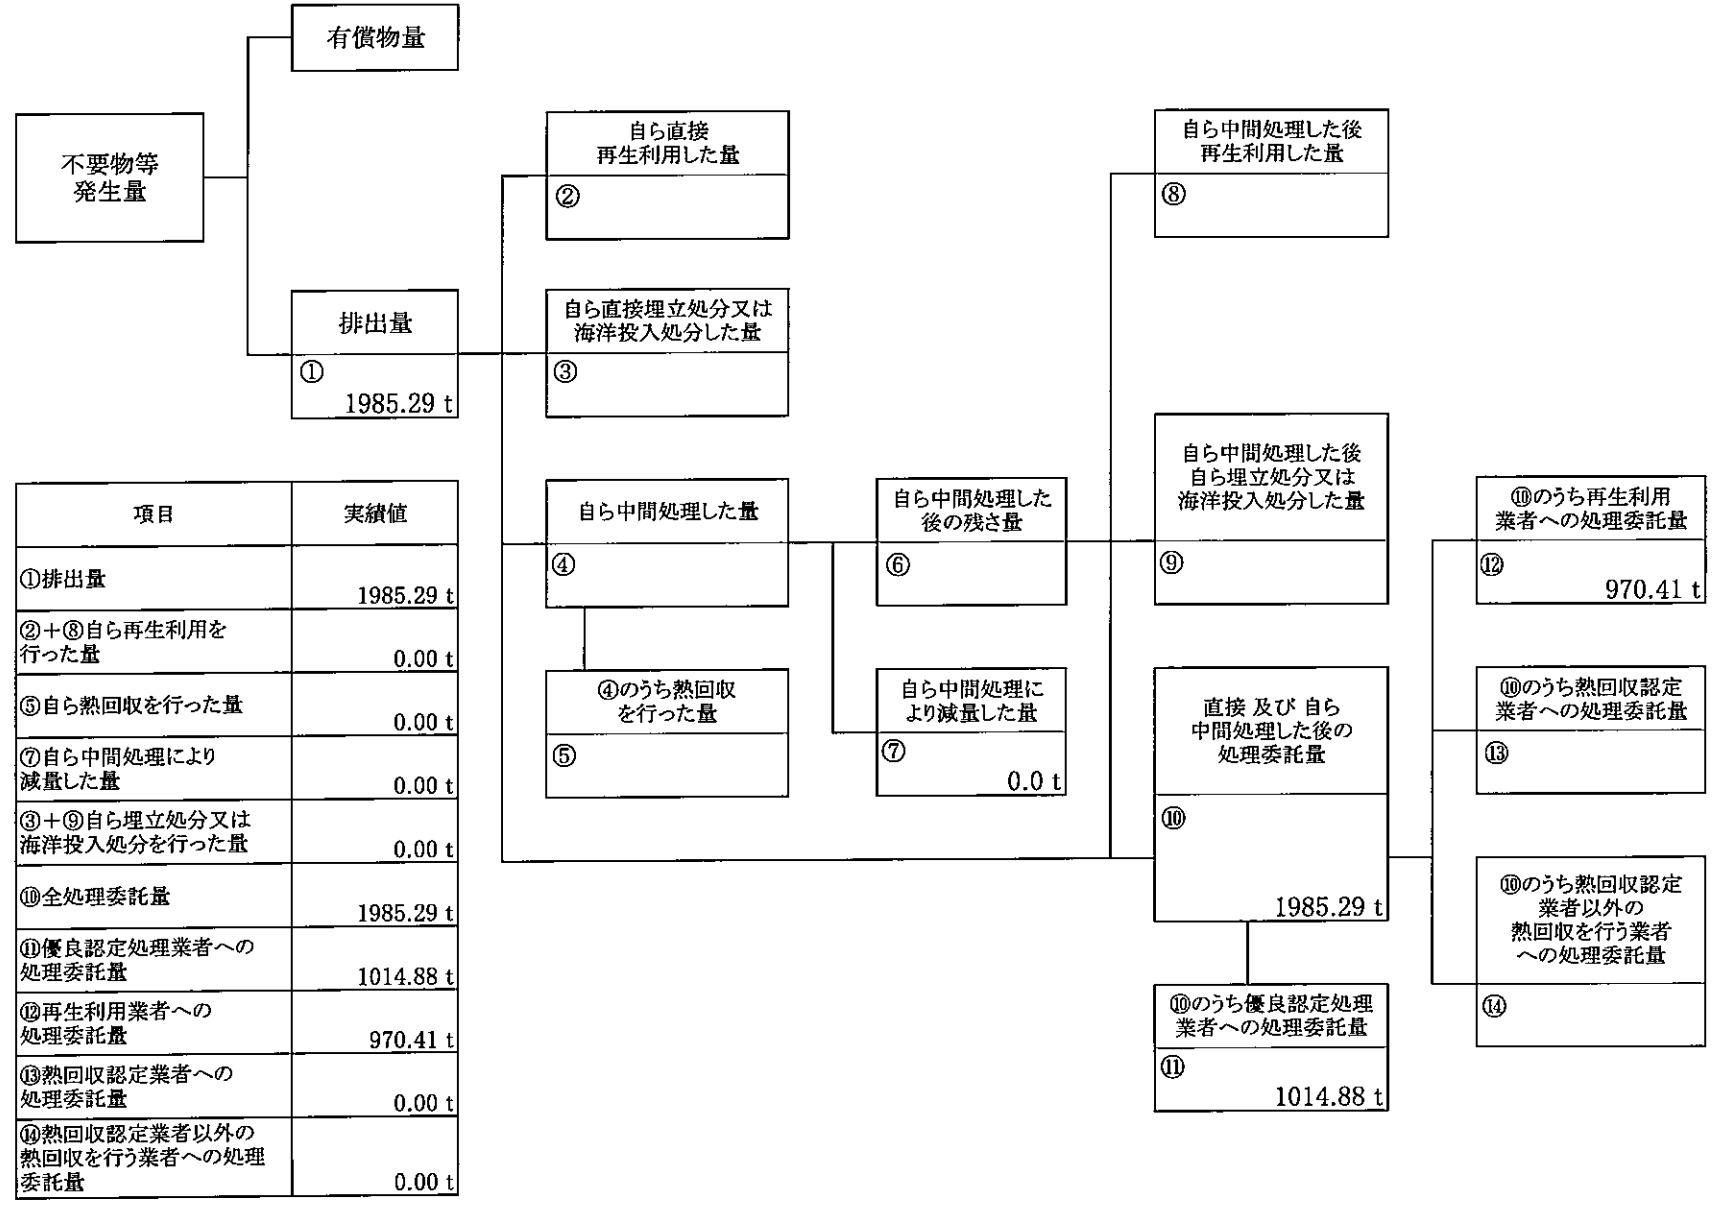 有償物量
不要物等
発生量
排出量
①
1985.29 t
自ら直接
再生利用した量
②
自ら直接埋立処分又は
海洋投入処分した量
③
自ら中間処理した量
④
④のうち熱回収
を行った量
⑤
自ら中間処理した
後の残さ量
⑥
自ら中間処理に
より減量した量
⑦
0.0 t
自ら中間処理した後
再生利用した量
⑧
自ら中間処理した後
自ら埋立処分又は
海洋投入処分した量
⑨
直接 及び 自ら
中間処理した後の
処理委託量
⑩
1985.29 t
⑩のうち優良認定処理
業者への処理委託量
⑪
1014.88 t
⑩のうち再生利用
業者への処理委託量
⑫
970.41 t
⑩のうち熱回収認定
業者への処理委託量
⑬
⑩のうち熱回収認定
業者以外の
熱回収を行う業者
への処理委託量
⑭
項目 実績値
①排出量
1985.29 t
②＋⑧自ら再生利用を
行った量
0.00 t
⑤自ら熱回収を行った量
0.00 t
⑦自ら中間処理により
減量した量
0.00 t
③＋⑨自ら埋立処分又は
海洋投入処分を行った量
0.00 t
⑩全処理委託量
1985.29 t
⑪優良認定処理業者への
処理委託量
1014.88 t
⑫再生利用業者への
処理委託量
970.41 t
⑬熱回収認定業者への
処理委託量
0.00 t
⑭熱回収認定業者以外の
熱回収を行う業者への処理
委託量
0.00 t